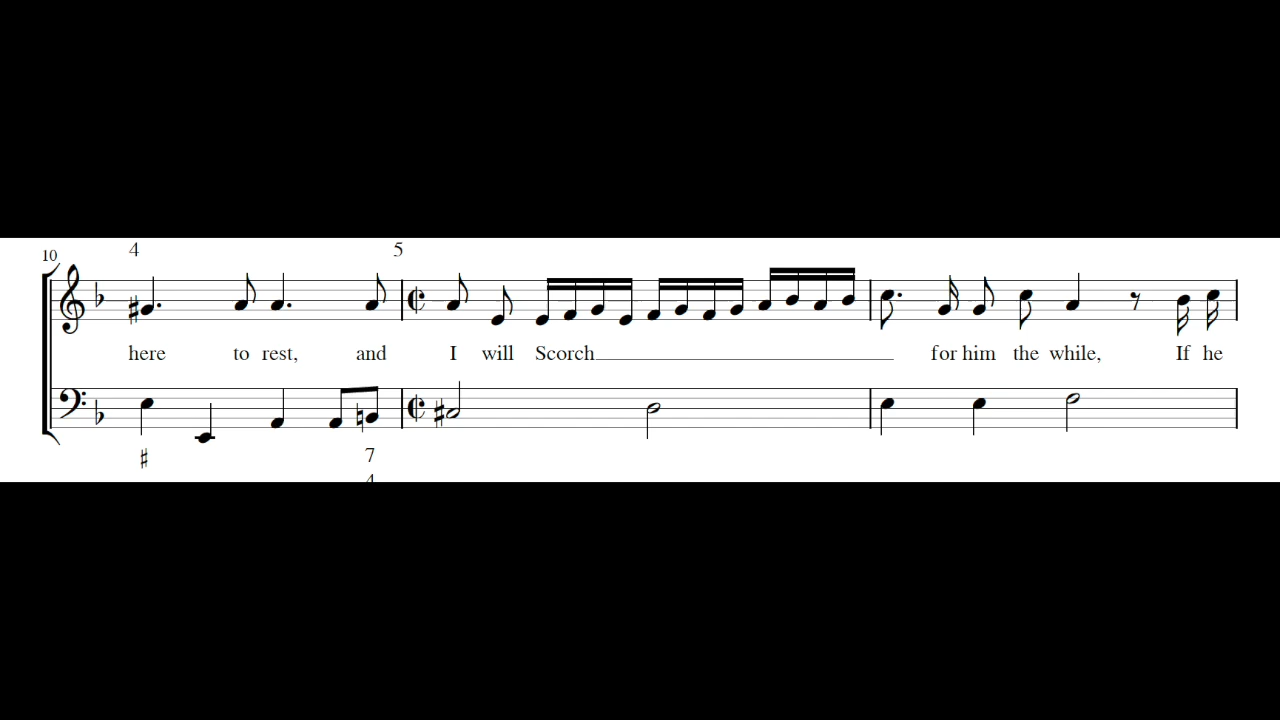 10
4 5
here to rest, and I will Scorch for him the while, If he
♯ 7
4